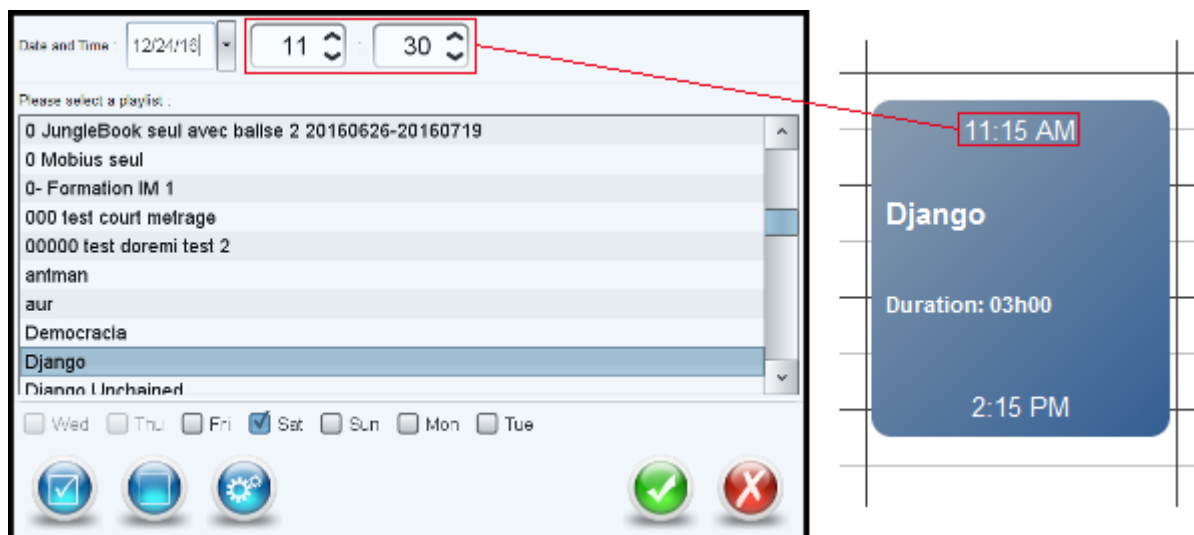 Date and Time : 12/24/16 11 : 30
Please select a playlist :
0 JungleBook seul avec balise 2 20160626-20160719
0 Mobius seul
0- Formation IM 1
000 test court metrage
00000 test doremi test 2
antman
aur
Democracia
Django
Django Unchained
Wed Thu Fri Sat Sun Mon Tue
11:15 AM
Django
Duration: 03h00
2:15 PM